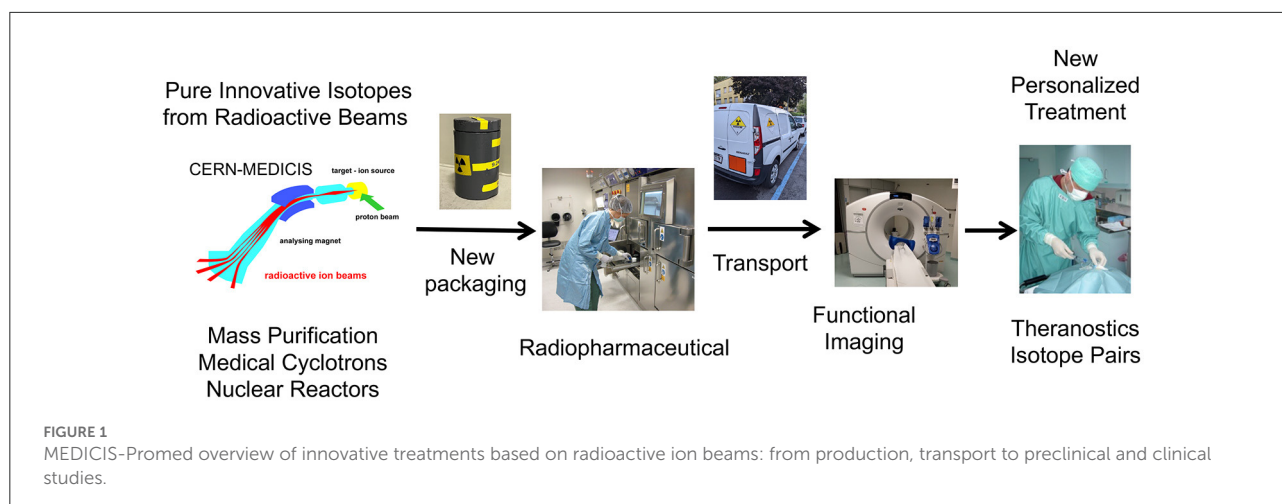 Pure Innovative Isotopes
from Radioactive Beams
CERN-MEDICIS
target - ion source
proton beam
analysing magnet
radioactive ion beams
Mass Purification
Medical Cyclotrons
Nuclear Reactors
New
packaging
Radiopharmaceutical
Transport
Functional
Imaging
New
Personalized
Treatment
Theranostics
Isotope Pairs
FIGURE 1
MEDICIS-Promed overview of innovative treatments based on radioactive ion beams: from production, transport to preclinical and clinical
studies.